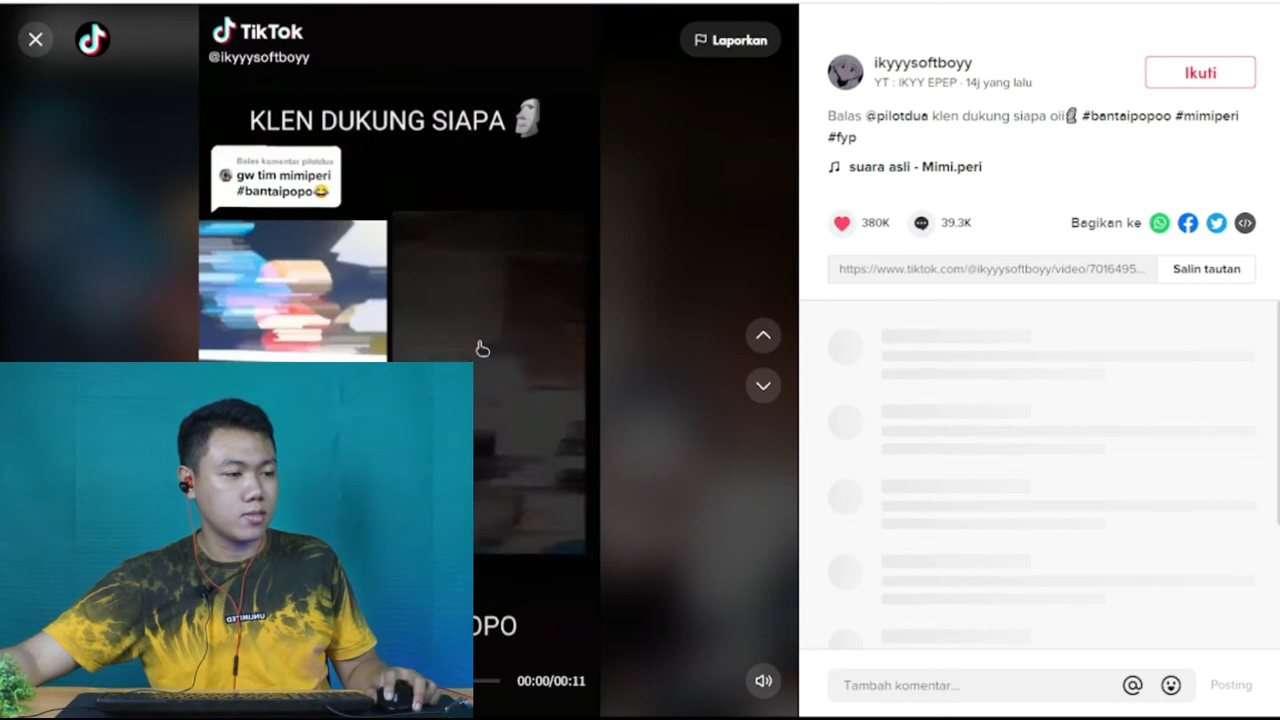 TikTok
@ikyyysoftboyy
Laporkan
KLEN DUKUNG SIAPA 🗿
Balas komentar pilotdua
gw tim mimiperi
#bantaipopo😂
OPO
00:00/00:11
UNLIMITED
ikyyysoftboyy
YT : IKYY EPEP · 14j yang lalu
Ikuti
Balas @pilotdua klen dukung siapa oii🗿 #bantaipopoo #mimiperi
#fyp
♫ suara asli - Mimi.peri
380K
39.3K
Bagikan ke
https://www.tiktok.com/@ikyyysoftboyy/video/7016495...
Salin tautan
Tambah komentar...
Posting